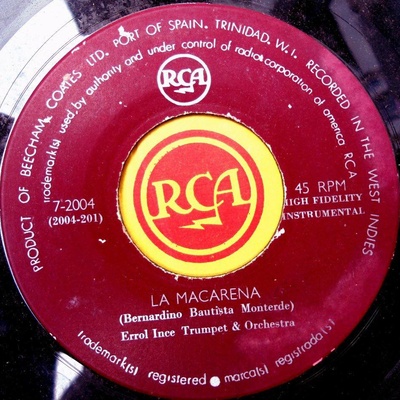 PRODUCT OF BEECHAM COATES LTD. PORT OF SPAIN. TRINIDAD. W.I. RECORDED IN THE WEST INDIES
trademark(s) used by authority and under control of radio corporation of america RCA
RCA
RCA
7-2004
(2004-201)
45 RPM
HIGH FIDELITY
INSTRUMENTAL
LA MACARENA
(Bernardino Bautista Monterde)
Errol Ince Trumpet & Orchestra
trademark(s) registered • marca(s) registrada(s)